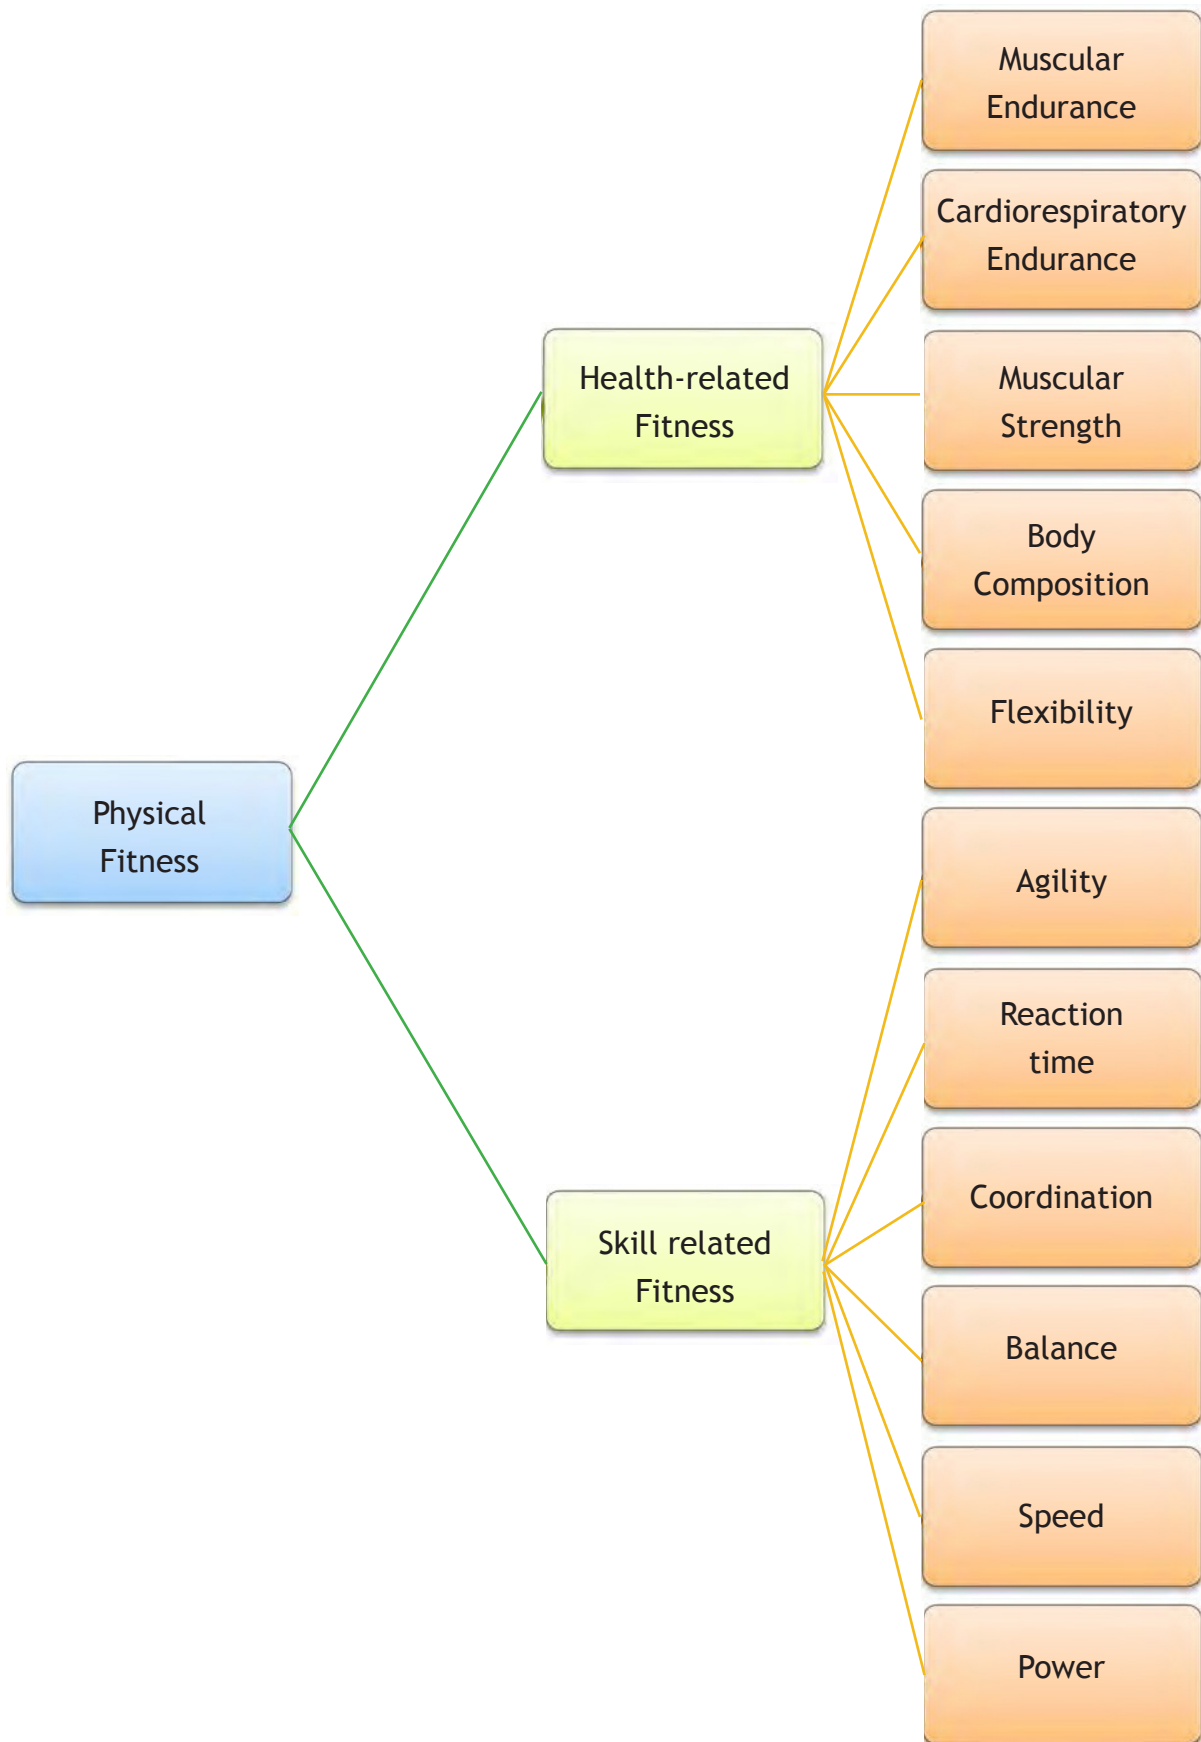 Muscular
Endurance
Cardiorespiratory
Endurance
Health-related
Fitness
Muscular
Strength
Body
Composition
Flexibility
Physical
Fitness
Agility
Reaction
time
Coordination
Skill related
Fitness
Balance
Speed
Power